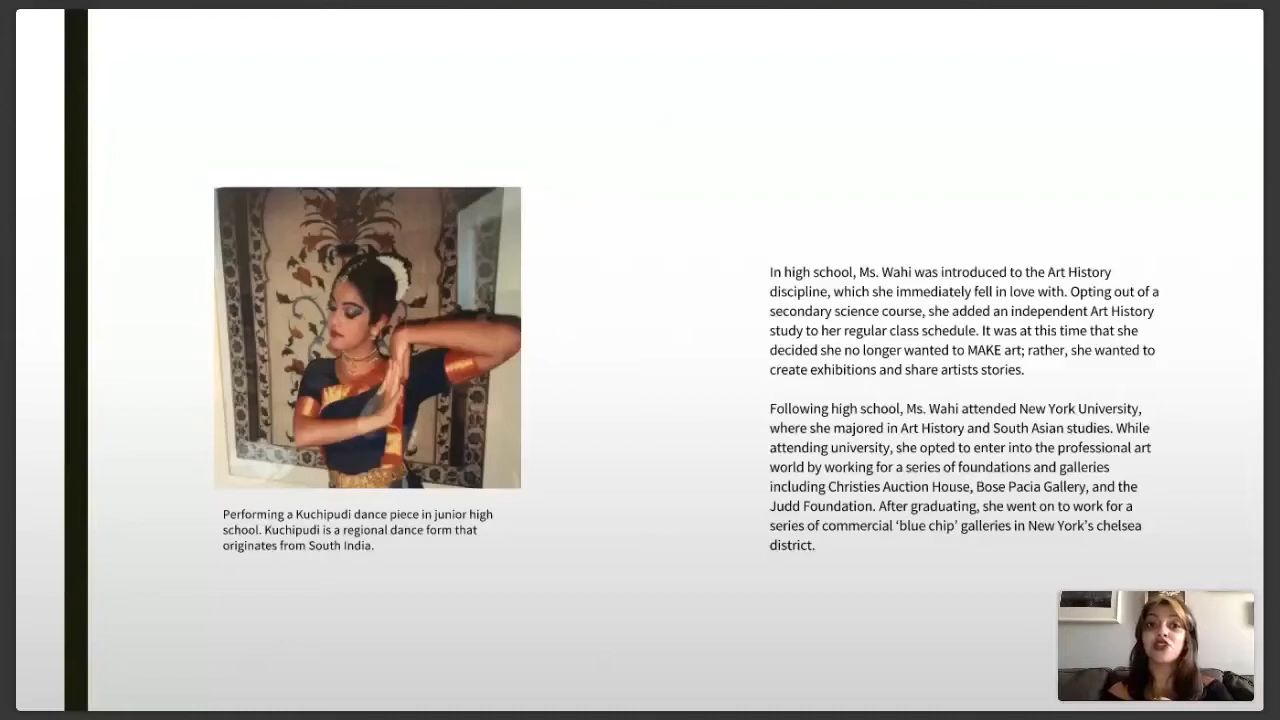 In high school, Ms. Wahi was introduced to the Art History
discipline, which she immediately fell in love with. Opting out of a
secondary science course, she added an independent Art History
study to her regular class schedule. It was at this time that she
decided she no longer wanted to MAKE art; rather, she wanted to
create exhibitions and share artists stories.
Following high school, Ms. Wahi attended New York University,
where she majored in Art History and South Asian studies. While
attending university, she opted to enter into the professional art
world by working for a series of foundations and galleries
including Christies Auction House, Bose Pacia Gallery, and the
Judd Foundation. After graduating, she went on to work for a
series of commercial ‘blue chip’ galleries in New York’s chelsea
district.
Performing a Kuchipudi dance piece in junior high
school. Kuchipudi is a regional dance form that
originates from South India.